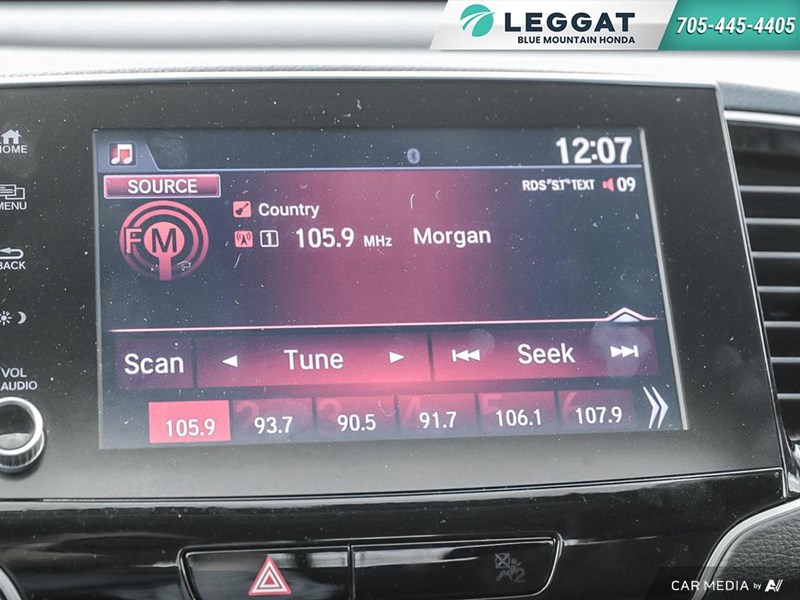 LEGGAT
BLUE MOUNTAIN HONDA
705-445-4405
12:07
SOURCE
RDS "ST" TEXT 09
FM
Country
1 105.9 MHz Morgan
Scan Tune Seek
105.9 93.7 90.5 91.7 106.1 107.9
HOME
MENU
BACK
VOL
AUDIO
2
CAR MEDIA by AI